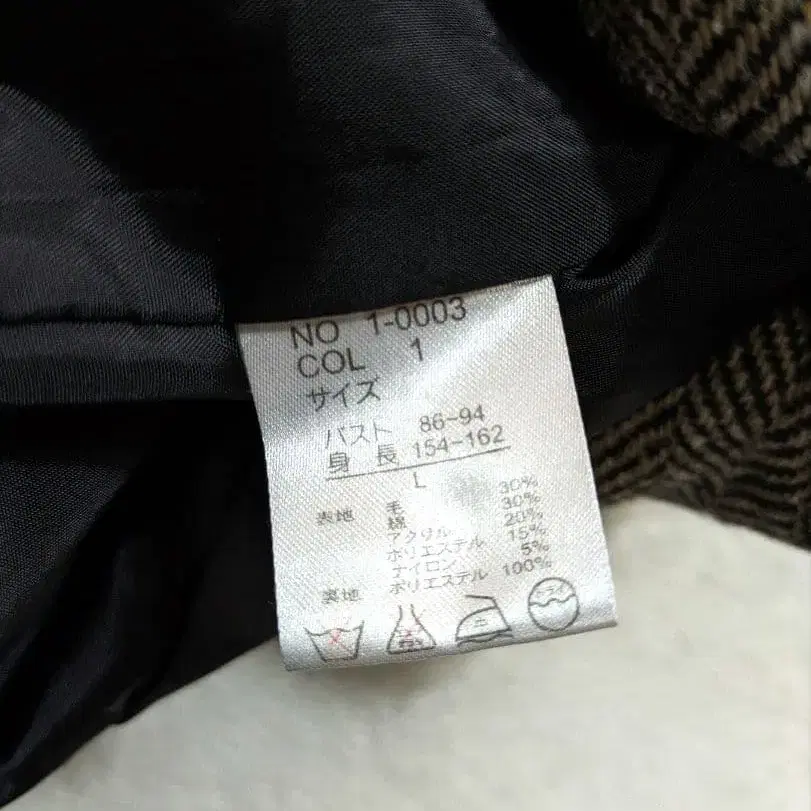 NO 1-0003
COL 1
サイズ
バスト 86-94
身長 154-162
L
表地 毛 30%
綿 30%
アクリル 20%
ポリエステル 15%
ナイロン 5%
裏地 ポリエステル 100%